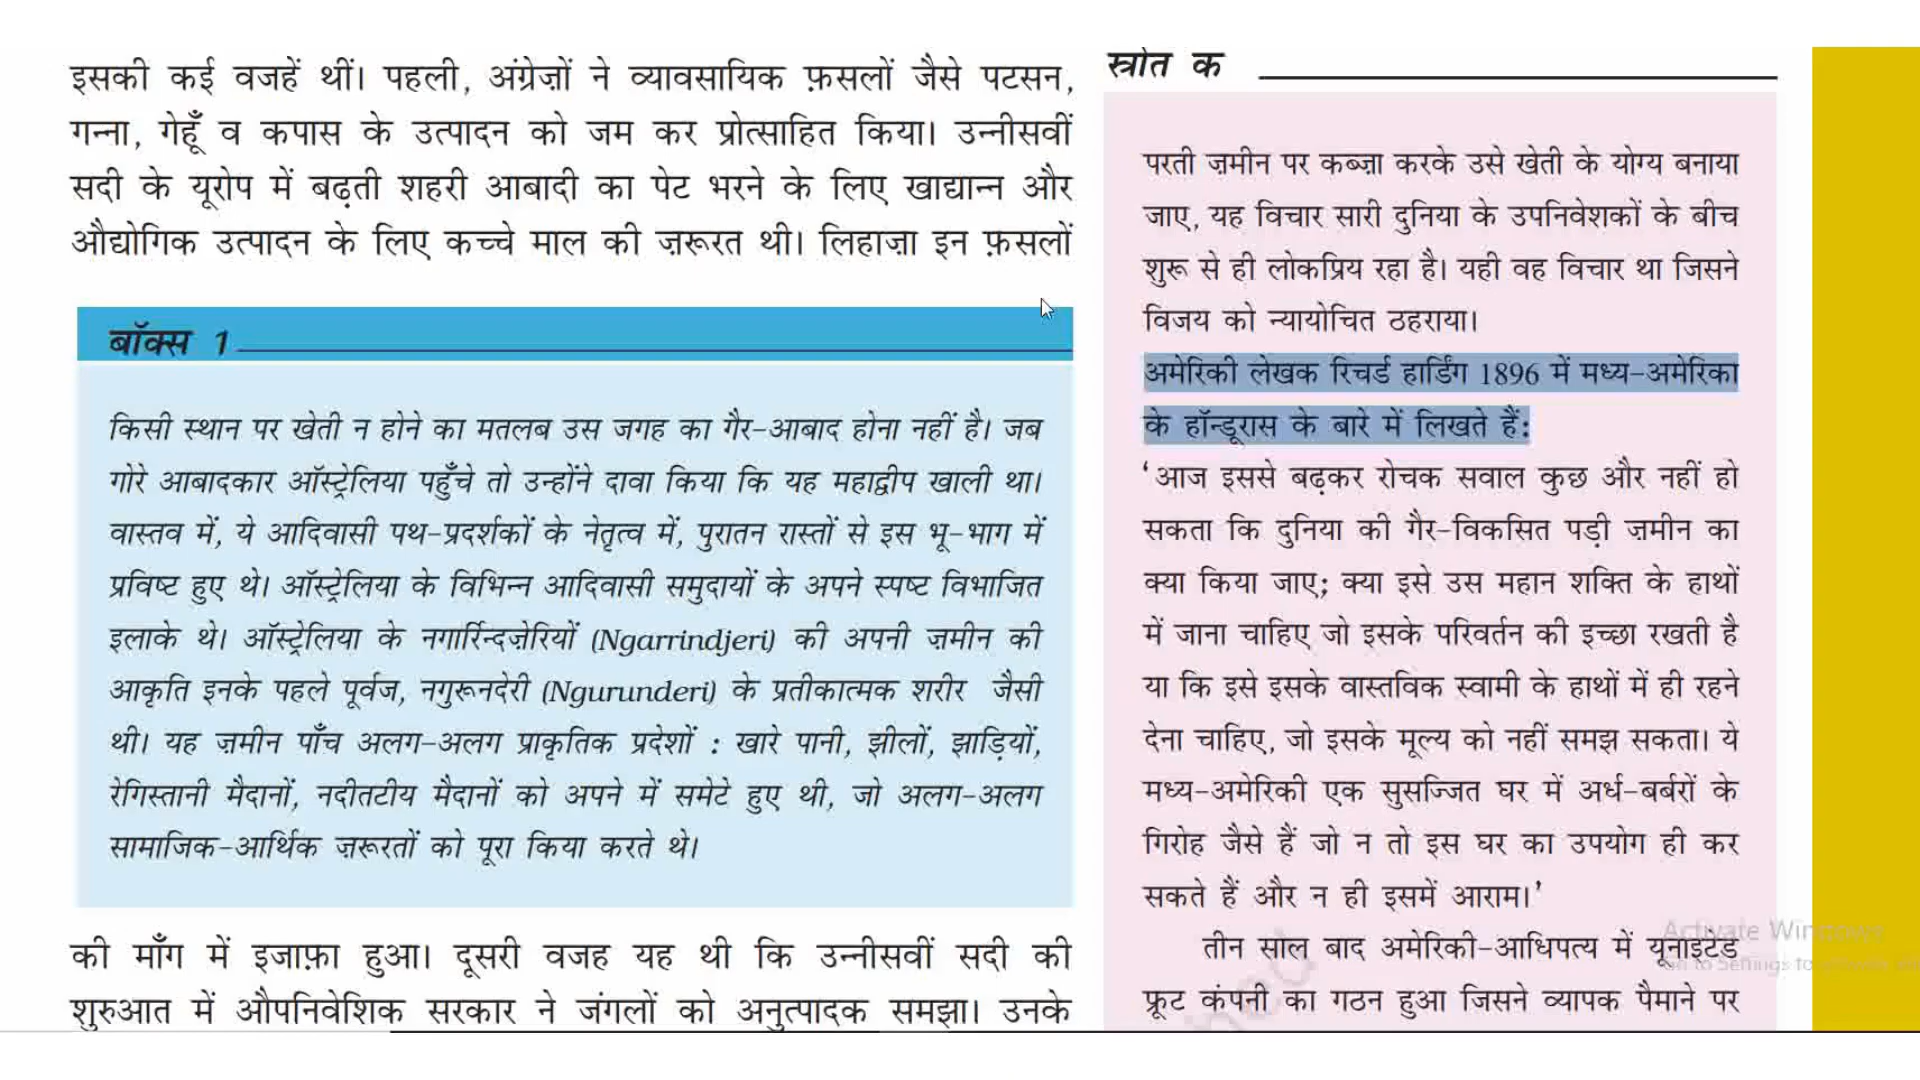 इसकी कई वजहें थीं। पहली, अंग्रेज़ों ने व्यावसायिक फ़सलों जैसे पटसन,
गन्ना, गेहूँ व कपास के उत्पादन को जम कर प्रोत्साहित किया। उन्नीसवीं
सदी के यूरोप में बढ़ती शहरी आबादी का पेट भरने के लिए खाद्यान्न और
औद्योगिक उत्पादन के लिए कच्चे माल की ज़रूरत थी। लिहाज़ा इन फ़सलों
बॉक्स 1
किसी स्थान पर खेती न होने का मतलब उस जगह का गैर-आबाद होना नहीं है। जब
गोरे आबादकार ऑस्ट्रेलिया पहुँचे तो उन्होंने दावा किया कि यह महाद्वीप खाली था।
वास्तव में, ये आदिवासी पथ-प्रदर्शकों के नेतृत्व में, पुरातन रास्तों से इस भू-भाग में
प्रविष्ट हुए थे। ऑस्ट्रेलिया के विभिन्न आदिवासी समुदायों के अपने स्पष्ट विभाजित
इलाके थे। ऑस्ट्रेलिया के नगार्रिन्दज़ेरियों (Ngarrindjeri) की अपनी ज़मीन की
आकृति इनके पहले पूर्वज, नगुरूनदेरी (Ngurunderi) के प्रतीकात्मक शरीर जैसी
थी। यह ज़मीन पाँच अलग-अलग प्राकृतिक प्रदेशों : खारे पानी, झीलों, झाड़ियों,
रेगिस्तानी मैदानों, नदीतटीय मैदानों को अपने में समेटे हुए थी, जो अलग-अलग
सामाजिक-आर्थिक ज़रूरतों को पूरा किया करते थे।
की माँग में इजाफ़ा हुआ। दूसरी वजह यह थी कि उन्नीसवीं सदी की
शुरुआत में औपनिवेशिक सरकार ने जंगलों को अनुत्पादक समझा। उनके
स्रोत क
परती ज़मीन पर कब्ज़ा करके उसे खेती के योग्य बनाया
जाए, यह विचार सारी दुनिया के उपनिवेशकों के बीच
शुरू से ही लोकप्रिय रहा है। यही वह विचार था जिसने
विजय को न्यायोचित ठहराया।
अमेरिकी लेखक रिचर्ड हार्डिंग 1896 में मध्य-अमेरिका
के हॉन्डूरास के बारे में लिखते हैं:
‘आज इससे बढ़कर रोचक सवाल कुछ और नहीं हो
सकता कि दुनिया की गैर-विकसित पड़ी ज़मीन का
क्या किया जाए; क्या इसे उस महान शक्ति के हाथों
में जाना चाहिए जो इसके परिवर्तन की इच्छा रखती है
या कि इसे इसके वास्तविक स्वामी के हाथों में ही रहने
देना चाहिए, जो इसके मूल्य को नहीं समझ सकता। ये
मध्य-अमेरिकी एक सुसज्जित घर में अर्ध-बर्बरों के
गिरोह जैसे हैं जो न तो इस घर का उपयोग ही कर
सकते हैं और न ही इसमें आराम।’
तीन साल बाद अमेरिकी-आधिपत्य में यूनाइटेड
फ्रूट कंपनी का गठन हुआ जिसने व्यापक पैमाने पर
Activate Windows
Go to Settings to